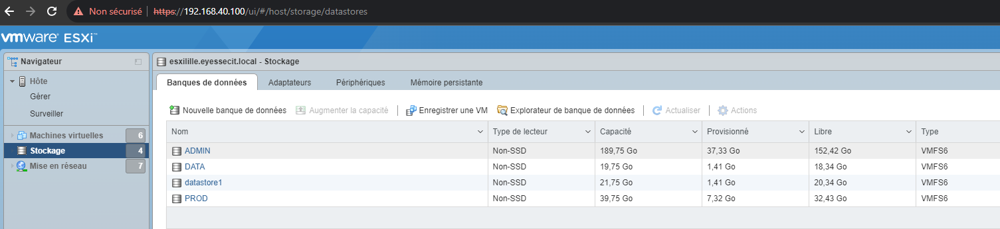 Non sécurisé https://192.168.40.100/ui/#/host/storage/datastores
vmware® ESXi™
Navigateur
Hôte
Gérer
Surveiller
Machines virtuelles 6
Stockage 4
Mise en réseau 7
esxilille.eyessecit.local - Stockage
Banques de données Adaptateurs Périphériques Mémoire persistante
Nouvelle banque de données Augmenter la capacité Enregistrer une VM Explorateur de banque de données Actualiser Actions
Nom Type de lecteur Capacité Provisionné Libre Type
ADMIN Non-SSD 189,75 Go 37,33 Go 152,42 Go VMFS6
DATA Non-SSD 19,75 Go 1,41 Go 18,34 Go VMFS6
datastore1 Non-SSD 21,75 Go 1,41 Go 20,34 Go VMFS6
PROD Non-SSD 39,75 Go 7,32 Go 32,43 Go VMFS6